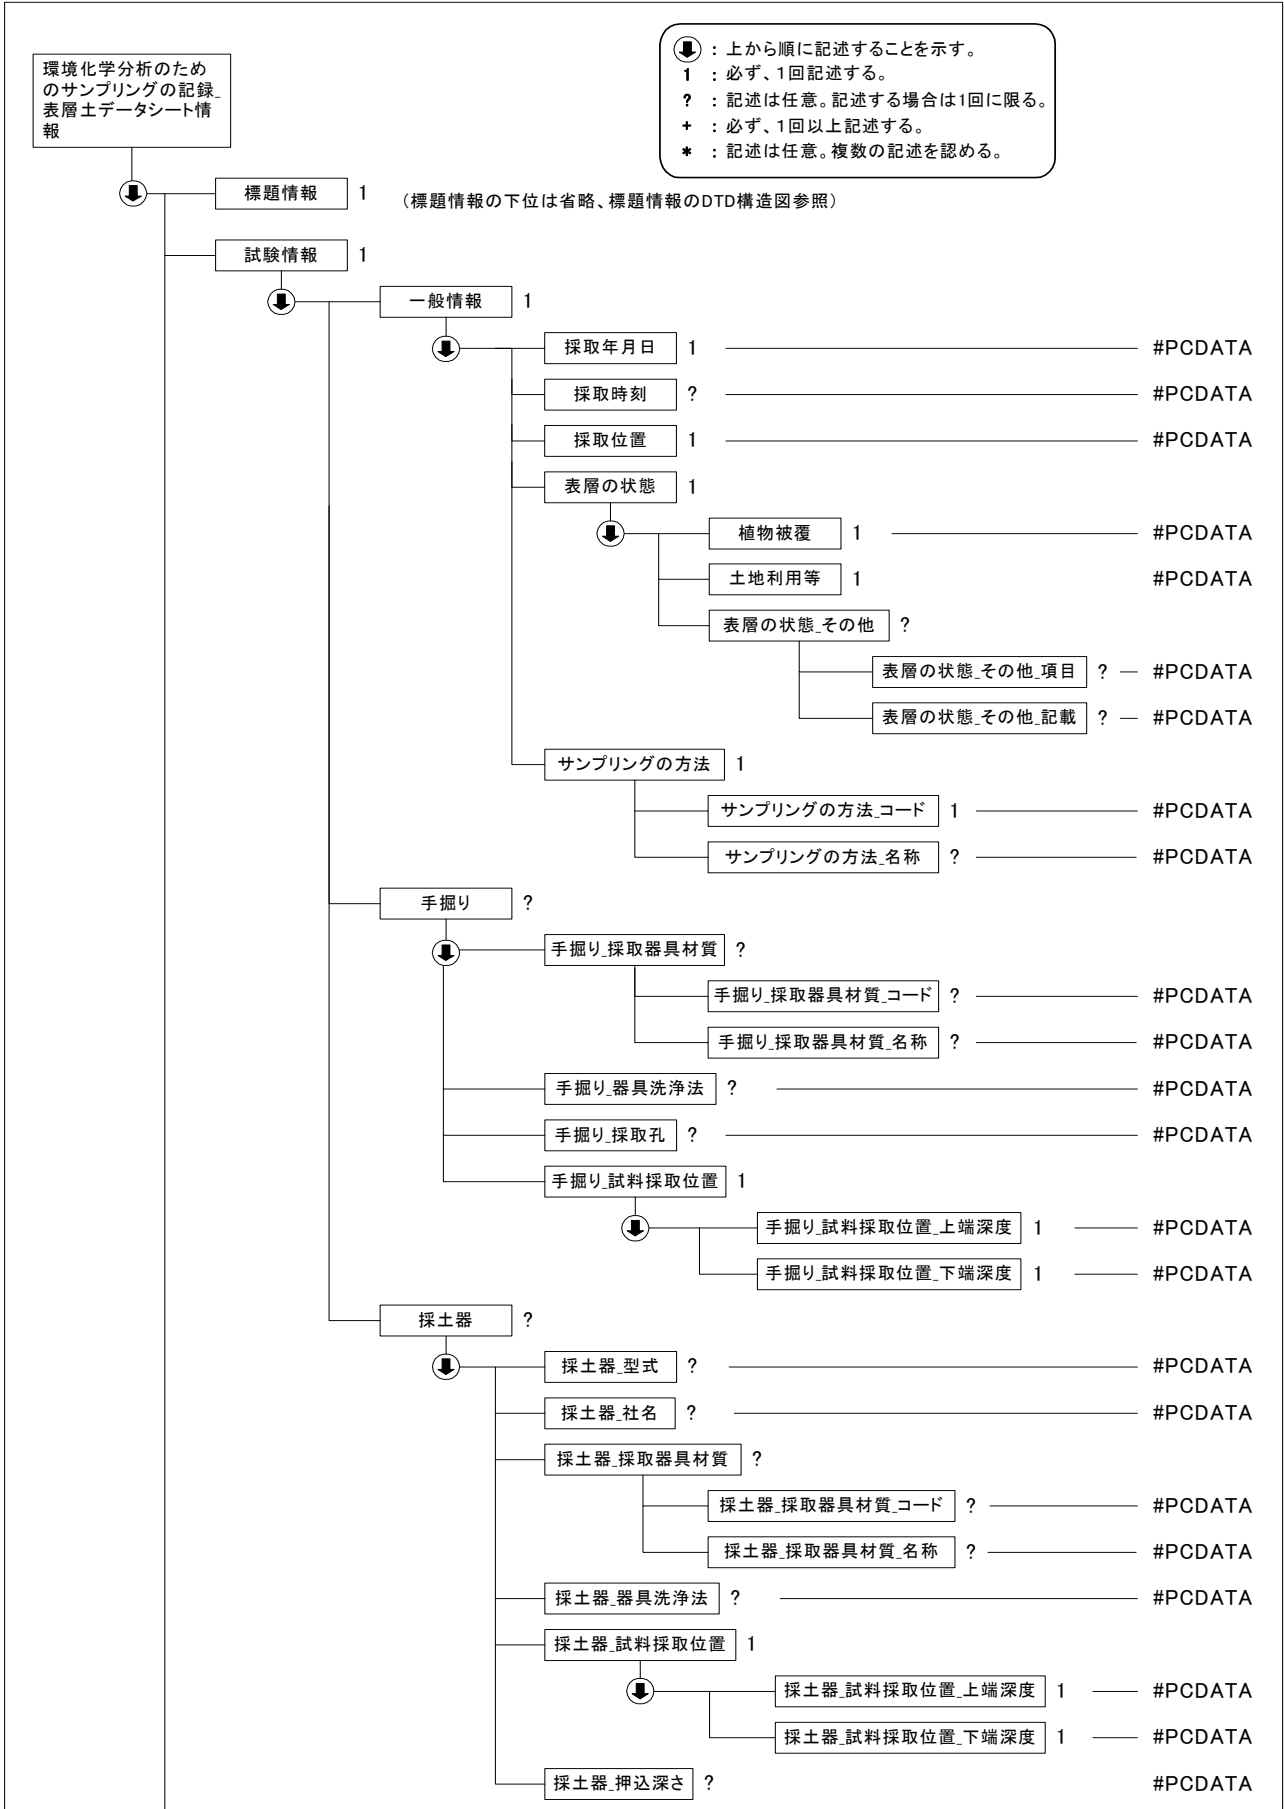 : 上から順に記述することを示す。
1 : 必ず、1回記述する。
? : 記述は任意。記述する場合は1回に限る。
+ : 必ず、1回以上記述する。
* : 記述は任意。複数の記述を認める。
環境化学分析のため
のサンプリングの記録_
表層土データシート情
報
標題情報 1 (標題情報の下位は省略、標題情報のDTD構造図参照)
試験情報 1
一般情報 1
採取年月日 1 #PCDATA
採取時刻 ? #PCDATA
採取位置 1 #PCDATA
表層の状態 1
植物被覆 1 #PCDATA
土地利用等 1 #PCDATA
表層の状態_その他 ?
表層の状態_その他_項目 ? #PCDATA
表層の状態_その他_記載 ? #PCDATA
サンプリングの方法 1
サンプリングの方法_コード 1 #PCDATA
サンプリングの方法_名称 ? #PCDATA
手掘り ?
手掘り_採取器具材質 ?
手掘り_採取器具材質_コード ? #PCDATA
手掘り_採取器具材質_名称 ? #PCDATA
手掘り_器具洗浄法 ? #PCDATA
手掘り_採取孔 ? #PCDATA
手掘り_試料採取位置 1
手掘り_試料採取位置_上端深度 1 #PCDATA
手掘り_試料採取位置_下端深度 1 #PCDATA
採土器 ?
採土器_型式 ? #PCDATA
採土器_社名 ? #PCDATA
採土器_採取器具材質 ?
採土器_採取器具材質_コード ? #PCDATA
採土器_採取器具材質_名称 ? #PCDATA
採土器_器具洗浄法 ? #PCDATA
採土器_試料採取位置 1
採土器_試料採取位置_上端深度 1 #PCDATA
採土器_試料採取位置_下端深度 1 #PCDATA
採土器_押込深さ ? #PCDATA